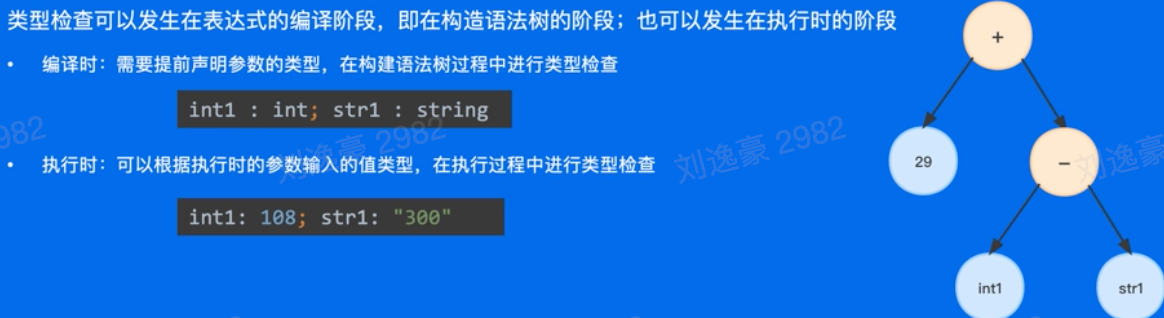 类型检查可以发生在表达式的编译阶段，即在构造语法树的阶段；也可以发生在执行时的阶段
• 编译时：需要提前声明参数的类型，在构建语法树过程中进行类型检查
int1 : int; str1 : string
• 执行时：可以根据执行时的参数输入的值类型，在执行过程中进行类型检查
int1: 108; str1: "300"
+
29
−
int1
str1
982
刘逸豪 2982
刘逸豪 2982
刘逸豪